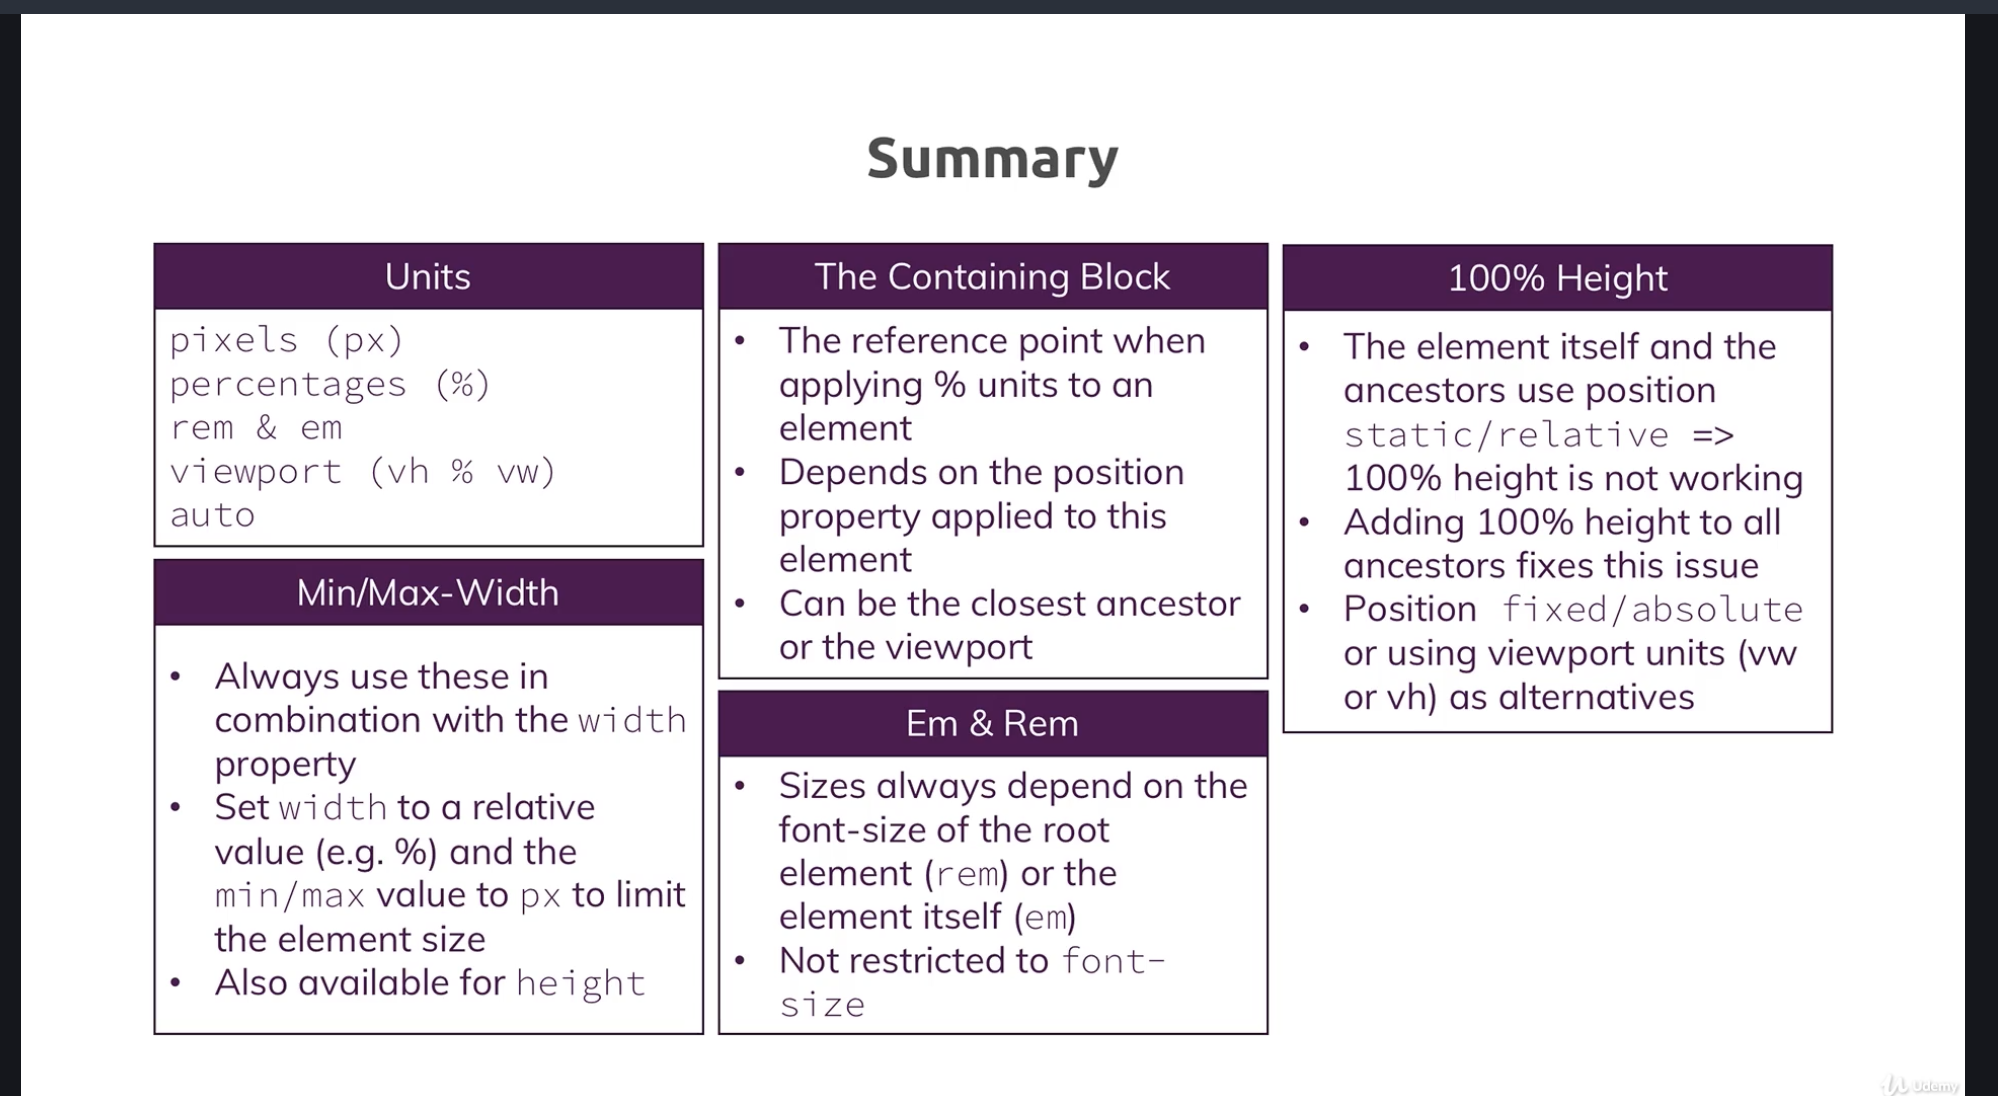 Summary
Units
pixels (px)
percentages (%)
rem & em
viewport (vh % vw)
auto
Min/Max-Width
• Always use these in
combination with the width
property
• Set width to a relative
value (e.g. %) and the
min/max value to px to limit
the element size
• Also available for height
The Containing Block
• The reference point when
applying % units to an
element
• Depends on the position
property applied to this
element
• Can be the closest ancestor
or the viewport
Em & Rem
• Sizes always depend on the
font-size of the root
element (rem) or the
element itself (em)
• Not restricted to font-
size
100% Height
• The element itself and the
ancestors use position
static/relative =>
100% height is not working
• Adding 100% height to all
ancestors fixes this issue
• Position fixed/absolute
or using viewport units (vw
or vh) as alternatives
Udemy